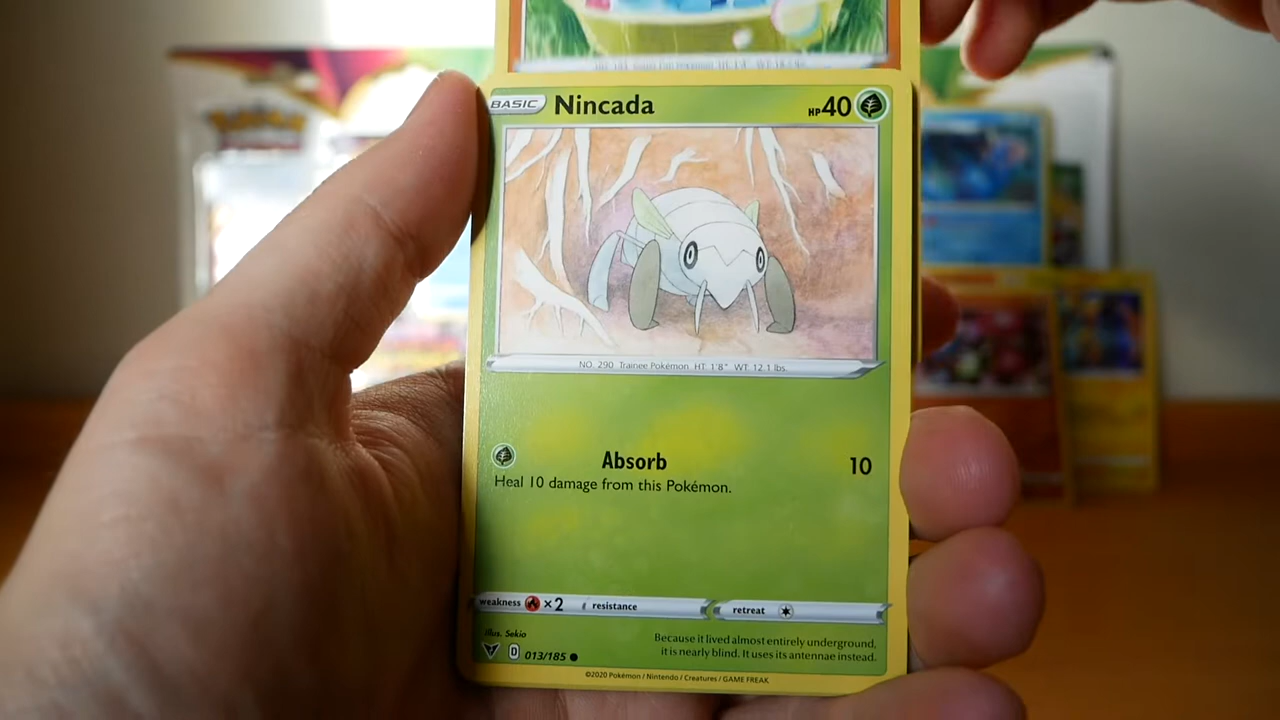 BASIC Nincada HP 40
NO. 290 Trainee Pokémon HT: 1'8" WT: 12.1 lbs.
Absorb 10
Heal 10 damage from this Pokémon.
weakness ×2 resistance retreat
Illus. Sekio
D 013/185
Because it lived almost entirely underground,
it is nearly blind. It uses its antennae instead.
©2020 Pokémon / Nintendo / Creatures / GAME FREAK